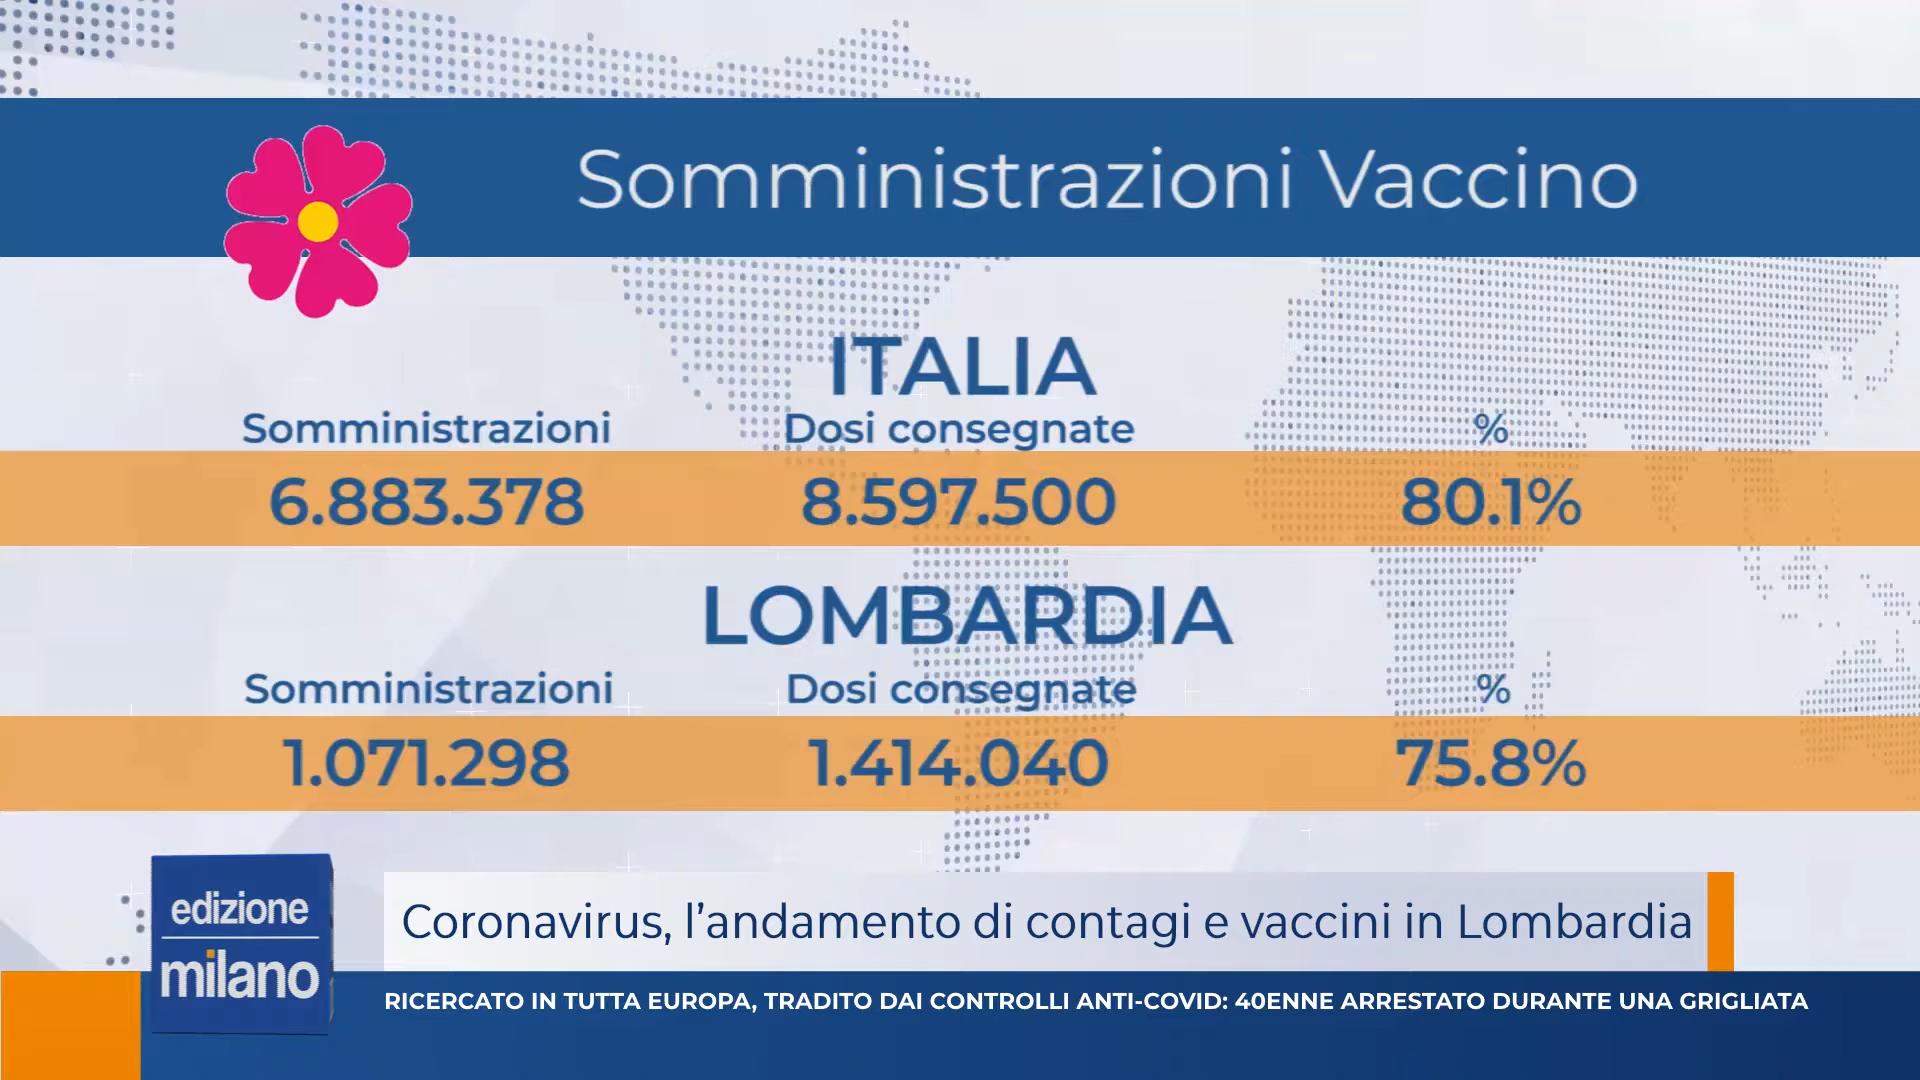 Somministrazioni Vaccino
ITALIA
Somministrazioni Dosi consegnate %
6.883.378 8.597.500 80.1%
LOMBARDIA
Somministrazioni Dosi consegnate %
1.071.298 1.414.040 75.8%
edizione
milano
Coronavirus, l'andamento di contagi e vaccini in Lombardia
RICERCATO IN TUTTA EUROPA, TRADITO DAI CONTROLLI ANTI-COVID: 40ENNE ARRESTATO DURANTE UNA GRIGLIATA